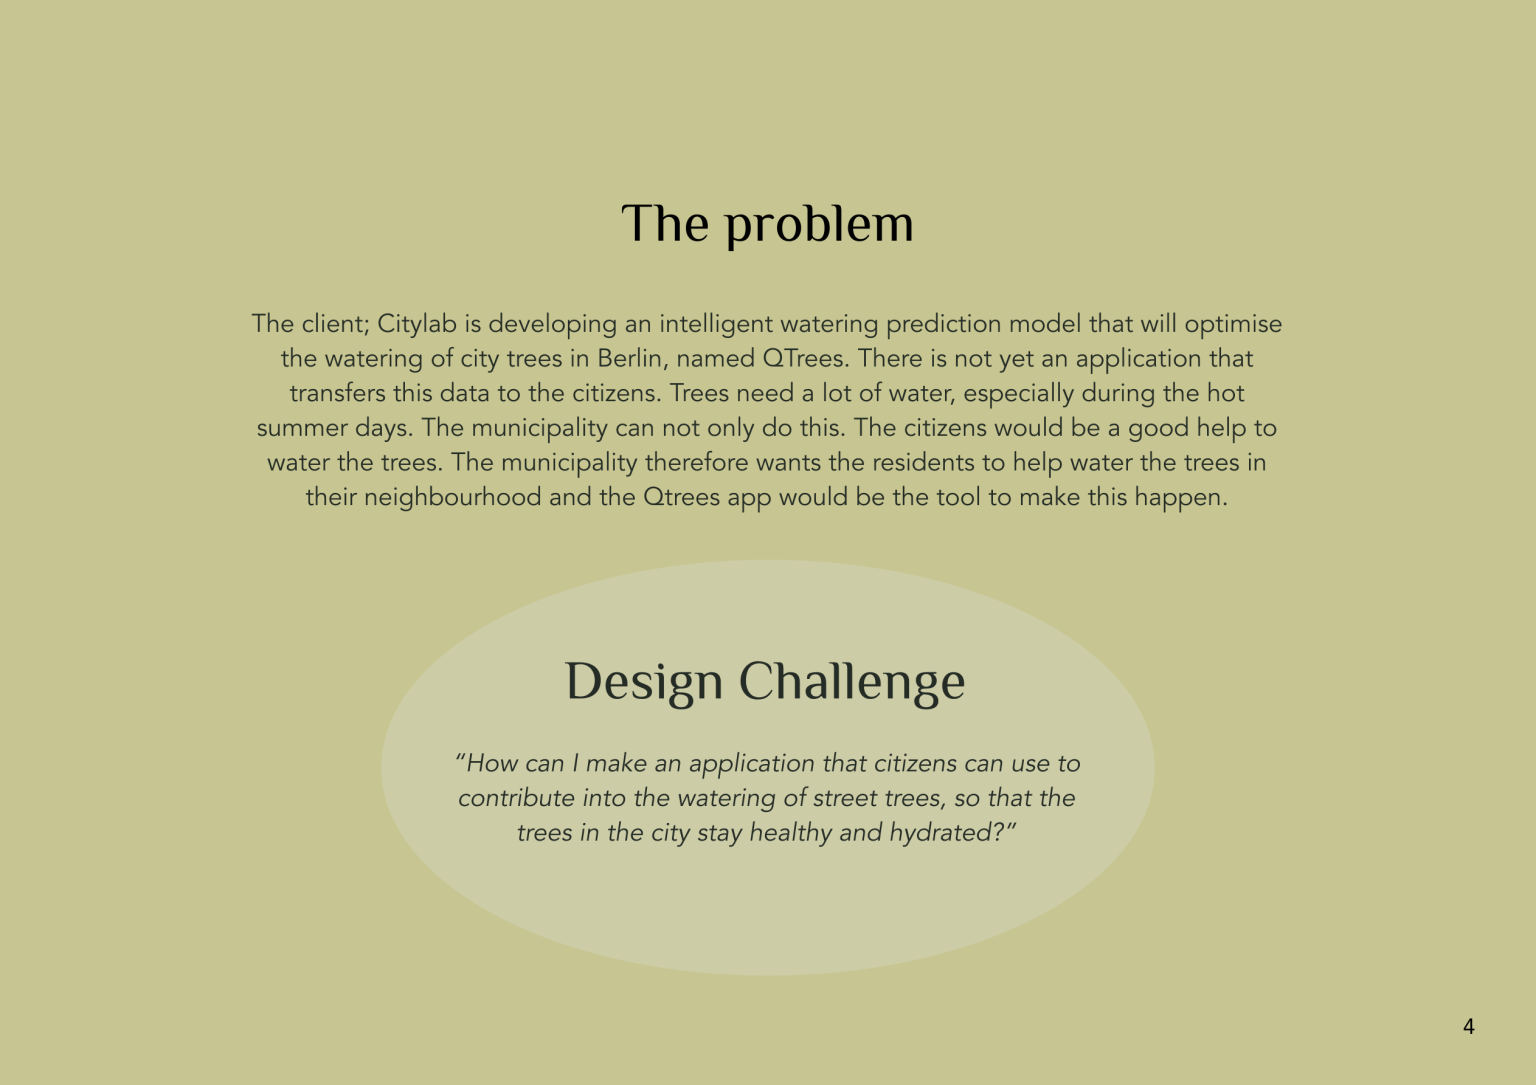 The problem
The client; Citylab is developing an intelligent watering prediction model that will optimise
the watering of city trees in Berlin, named QTrees. There is not yet an application that
transfers this data to the citizens. Trees need a lot of water, especially during the hot
summer days. The municipality can not only do this. The citizens would be a good help to
water the trees. The municipality therefore wants the residents to help water the trees in
their neighbourhood and the Qtrees app would be the tool to make this happen.
Design Challenge
“How can I make an application that citizens can use to
contribute into the watering of street trees, so that the
trees in the city stay healthy and hydrated?”
4